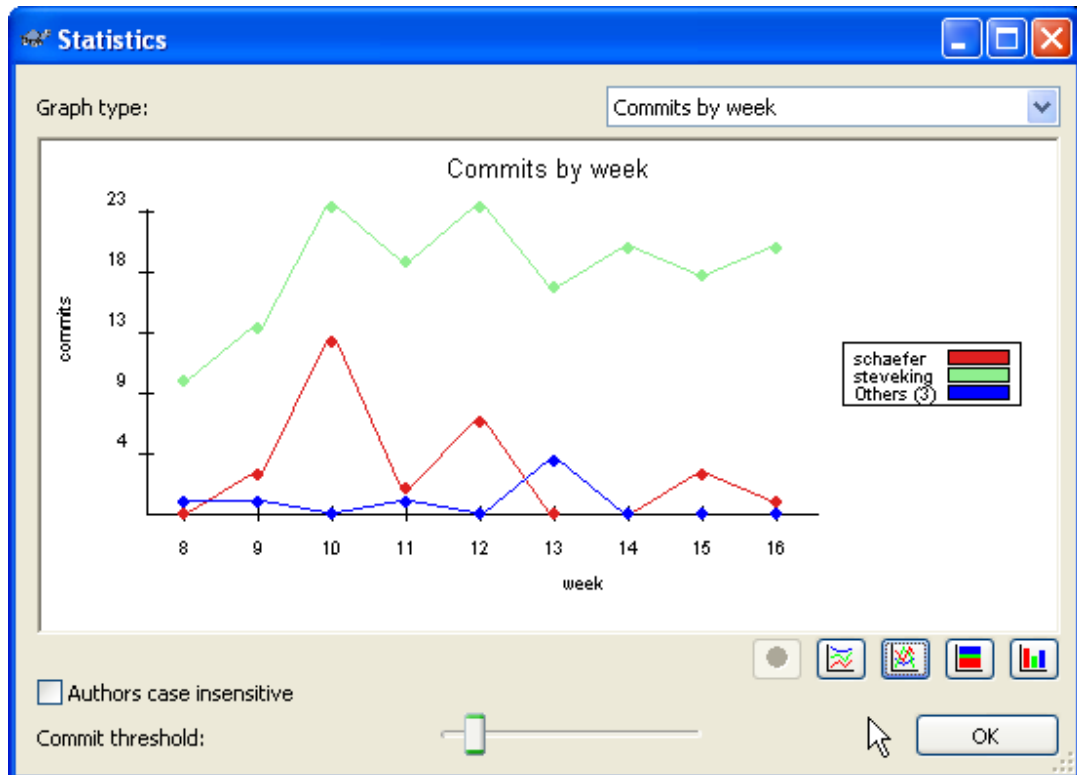 Statistics
Graph type:
Commits by week
Commits by week
23
18
13
9
4
commits
8 9 10 11 12 13 14 15 16
week
schaefer
steveking
Others (3)
Authors case insensitive
Commit threshold:
OK